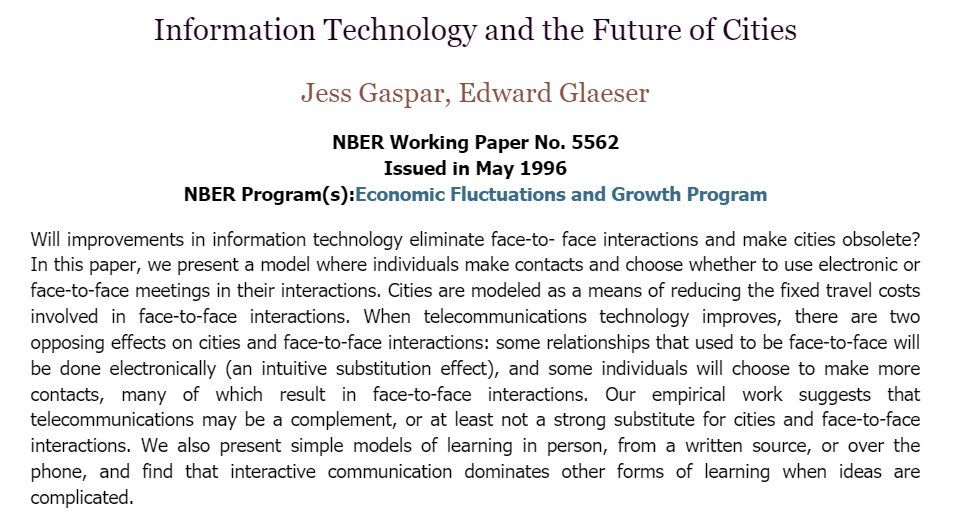 Information Technology and the Future of Cities
Jess Gaspar, Edward Glaeser
NBER Working Paper No. 5562
Issued in May 1996
NBER Program(s):Economic Fluctuations and Growth Program
Will improvements in information technology eliminate face-to- face interactions and make cities obsolete?
In this paper, we present a model where individuals make contacts and choose whether to use electronic or
face-to-face meetings in their interactions. Cities are modeled as a means of reducing the fixed travel costs
involved in face-to-face interactions. When telecommunications technology improves, there are two
opposing effects on cities and face-to-face interactions: some relationships that used to be face-to-face will
be done electronically (an intuitive substitution effect), and some individuals will choose to make more
contacts, many of which result in face-to-face interactions. Our empirical work suggests that
telecommunications may be a complement, or at least not a strong substitute for cities and face-to-face
interactions. We also present simple models of learning in person, from a written source, or over the
phone, and find that interactive communication dominates other forms of learning when ideas are
complicated.